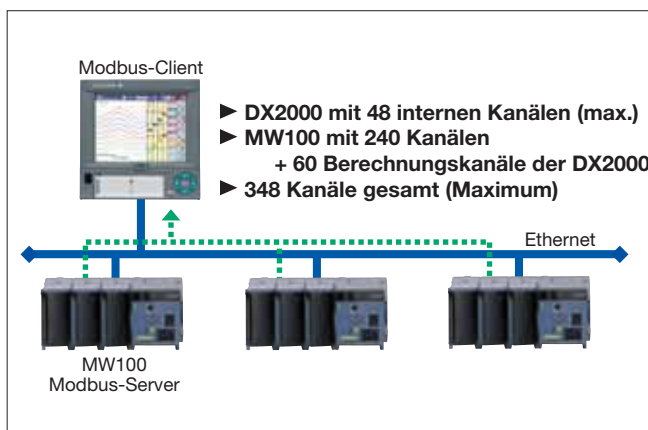 Modbus-Client
► DX2000 mit 48 internen Kanälen (max.)
► MW100 mit 240 Kanälen
+ 60 Berechnungskanäle der DX2000
► 348 Kanäle gesamt (Maximum)
Ethernet
MW100
Modbus-Server